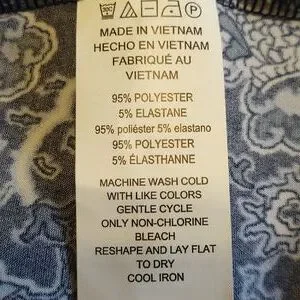 MADE IN VIETNAM
HECHO EN VIETNAM
FABRIQUÉ AU
VIETNAM
95% POLYESTER
5% ELASTANE
95% poliéster 5% elastano
95% POLYESTER
5% ÉLASTHANNE
MACHINE WASH COLD
WITH LIKE COLORS
GENTLE CYCLE
ONLY NON-CHLORINE
BLEACH
RESHAPE AND LAY FLAT
TO DRY
COOL IRON